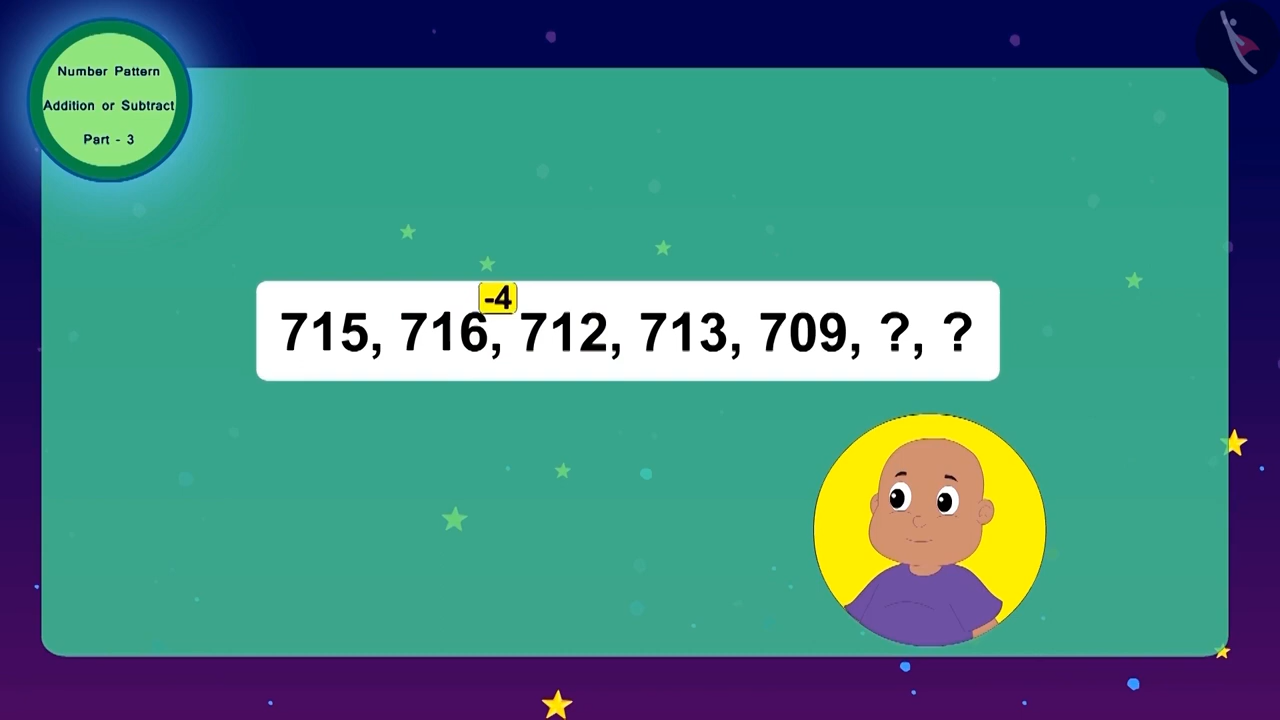 Number Pattern
Addition or Subtract
Part - 3
-4
715, 716, 712, 713, 709, ?, ?